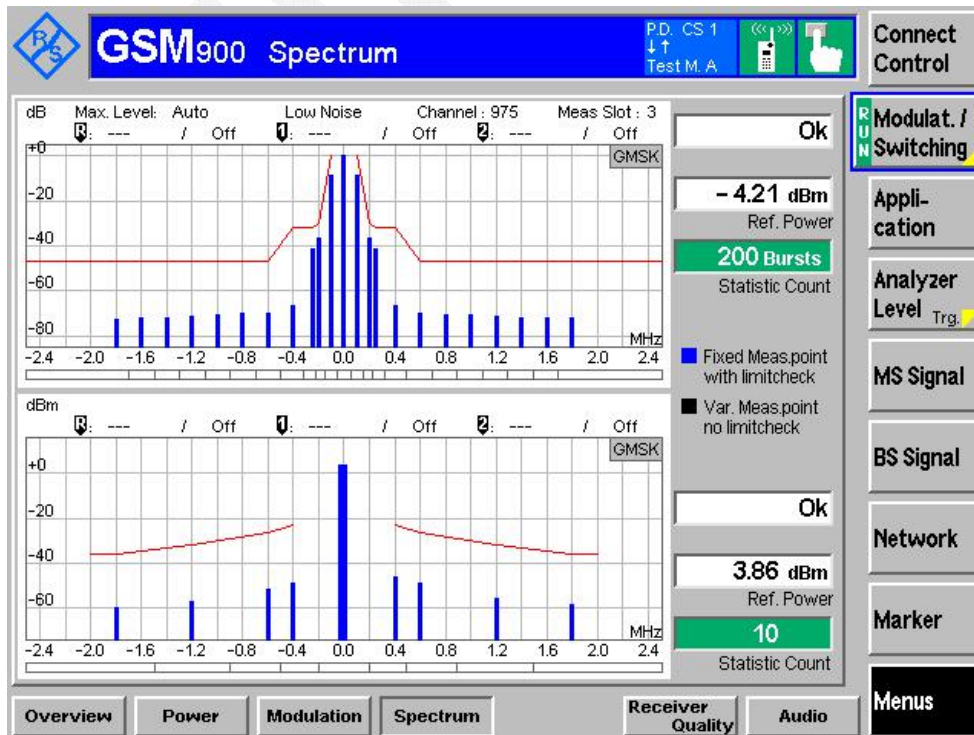 R S
GSM900 Spectrum
P.D. CS 1
Test M. A
Connect
Control
dB Max. Level: Auto Low Noise Channel : 975 Meas Slot : 3
R: --- / Off 1: --- / Off 2: --- / Off
GMSK
+0
-20
-40
-60
-80
MHz
-2.4 -2.0 -1.6 -1.2 -0.8 -0.4 0.0 0.4 0.8 1.2 1.6 2.0 2.4
Ok
- 4.21 dBm
Ref. Power
200 Bursts
Statistic Count
Fixed Meas.point
with limitcheck
Var. Meas.point
no limitcheck
dBm
R: --- / Off 1: --- / Off 2: --- / Off
GMSK
+0
-20
-40
-60
MHz
-2.4 -2.0 -1.6 -1.2 -0.8 -0.4 0.0 0.4 0.8 1.2 1.6 2.0 2.4
Ok
3.86 dBm
Ref. Power
10
Statistic Count
RUN
Modulat. /
Switching
Appli-
cation
Analyzer
Level Trg.
MS Signal
BS Signal
Network
Marker
Menus
Overview Power Modulation Spectrum Receiver Quality Audio